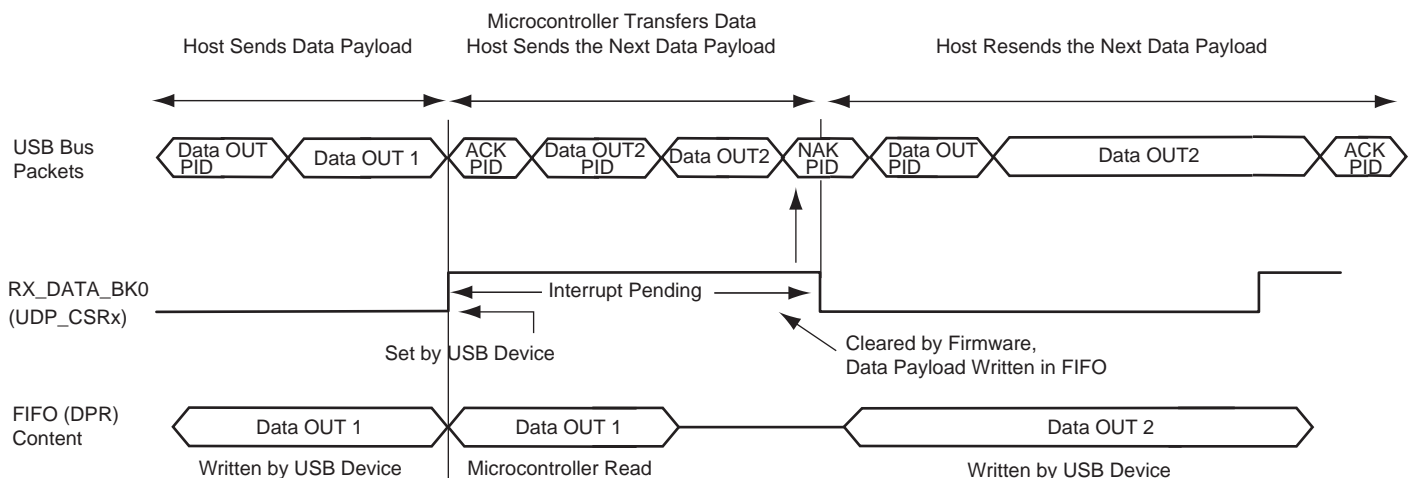 Microcontroller Transfers Data
Host Sends Data Payload
Host Sends the Next Data Payload
Host Resends the Next Data Payload
USB Bus
Packets
Data OUT
PID
Data OUT 1
ACK
PID
Data OUT2
PID
Data OUT2
NAK
PID
Data OUT
PID
Data OUT2
ACK
PID
RX_DATA_BK0
(UDP_CSRx)
Interrupt Pending
Set by USB Device
Cleared by Firmware,
Data Payload Written in FIFO
FIFO (DPR)
Content
Data OUT 1
Data OUT 1
Data OUT 2
Written by USB Device
Microcontroller Read
Written by USB Device